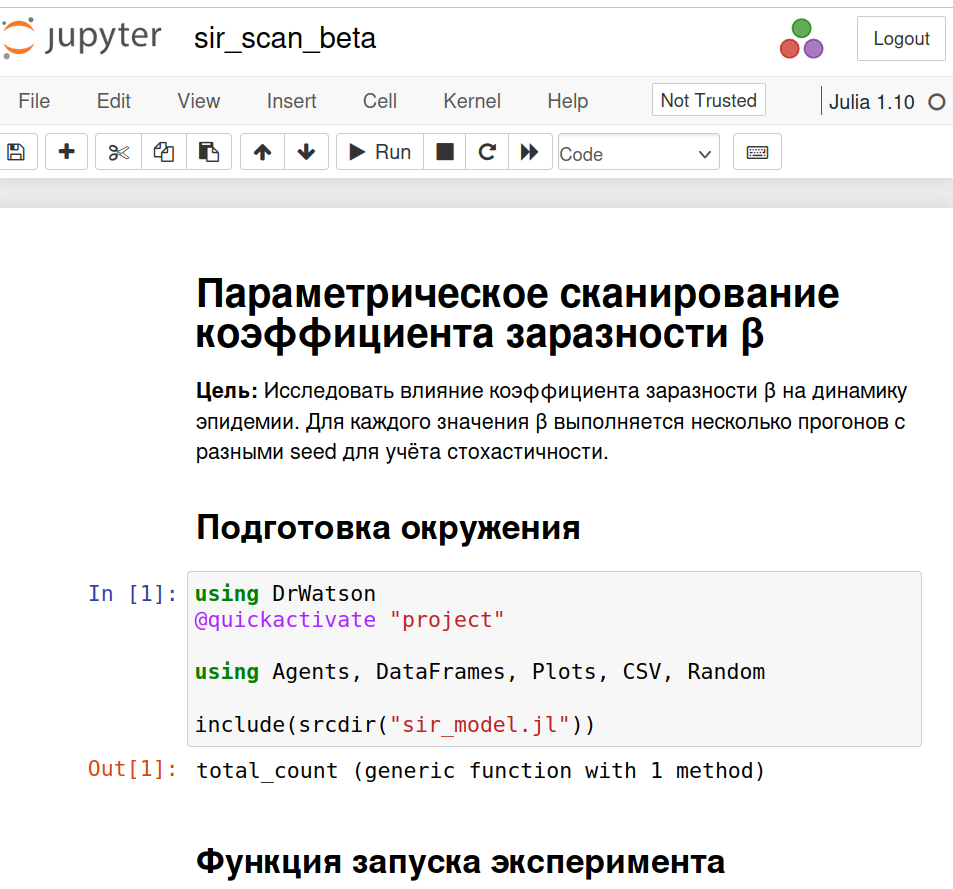 jupyter sir_scan_beta Logout
File Edit View Insert Cell Kernel Help Not Trusted Julia 1.10
Run Code
Параметрическое сканирование
коэффициента заразности β
Цель: Исследовать влияние коэффициента заразности β на динамику
эпидемии. Для каждого значения β выполняется несколько прогонов с
разными seed для учёта стохастичности.
Подготовка окружения
In [1]: using DrWatson
@quickactivate "project"
using Agents, DataFrames, Plots, CSV, Random
include(srcdir("sir_model.jl"))
Out[1]: total_count (generic function with 1 method)
Функция запуска эксперимента